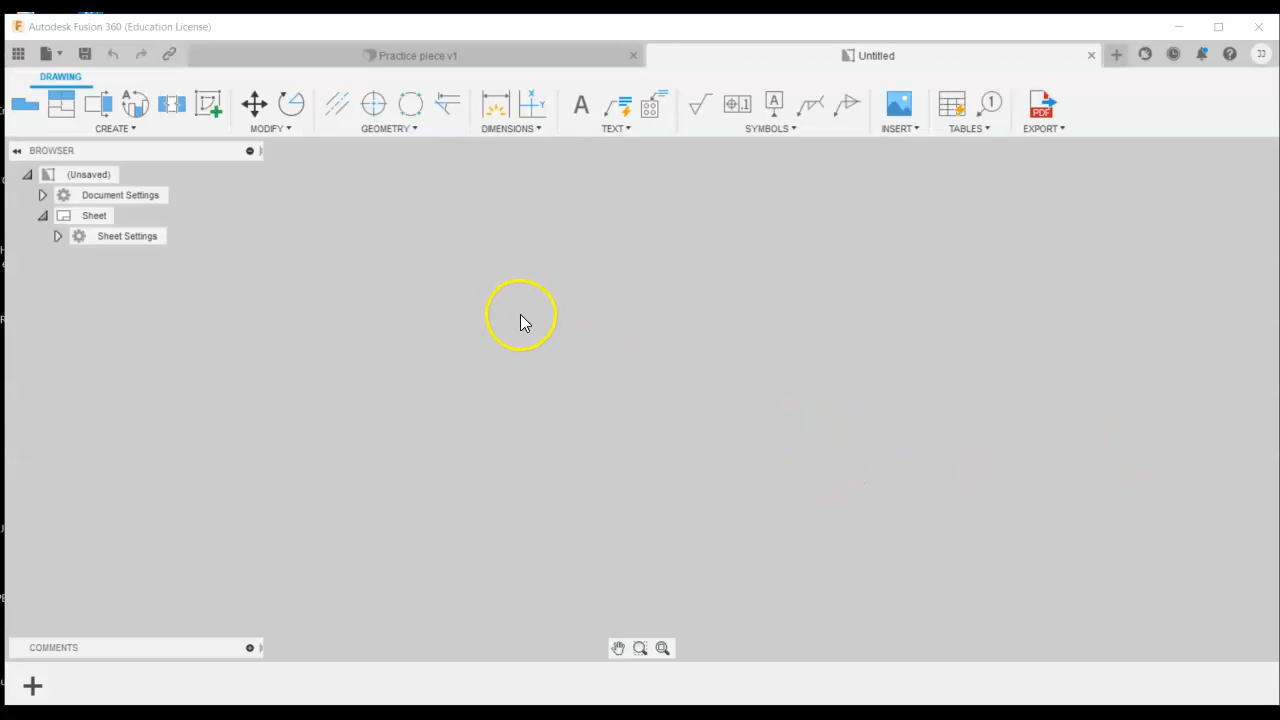 Autodesk Fusion 360 (Education License)
Practice piece v1
Untitled
JJ
DRAWING
CREATE
MODIFY
GEOMETRY
DIMENSIONS
TEXT
SYMBOLS
INSERT
TABLES
EXPORT
BROWSER
(Unsaved)
Document Settings
Sheet
Sheet Settings
COMMENTS